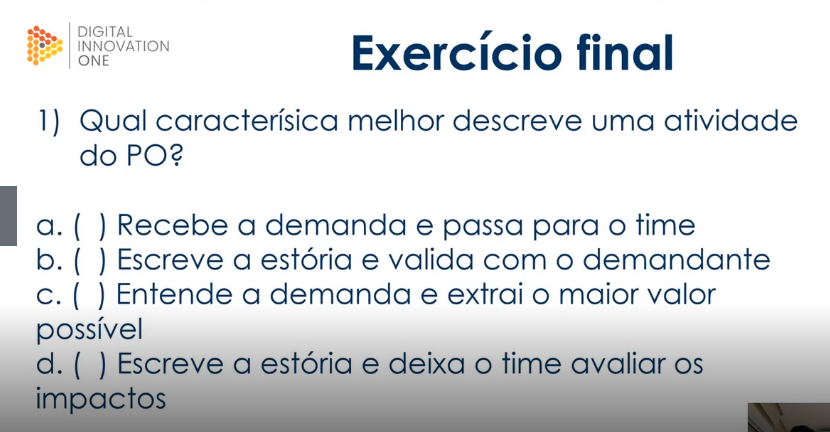 DIGITAL
INNOVATION
ONE
Exercício final
1) Qual caracterísica melhor descreve uma atividade
do PO?
a. ( ) Recebe a demanda e passa para o time
b. ( ) Escreve a estória e valida com o demandante
c. ( ) Entende a demanda e extrai o maior valor
possível
d. ( ) Escreve a estória e deixa o time avaliar os
impactos